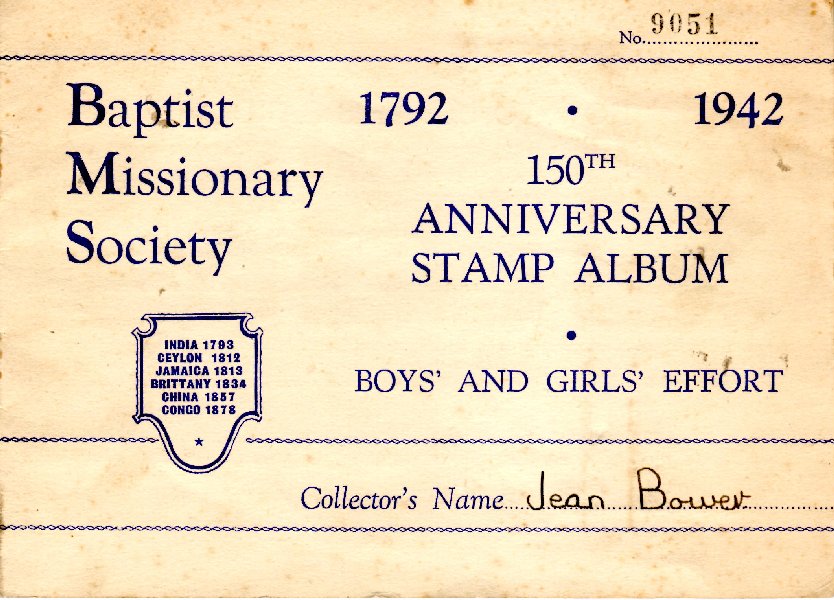 No. 9051
Baptist
Missionary
Society
1792 • 1942
150TH
ANNIVERSARY
STAMP ALBUM
•
BOYS' AND GIRLS' EFFORT
INDIA 1793
CEYLON 1812
JAMAICA 1813
BRITTANY 1834
CHINA 1857
CONGO 1878
Collector's Name Jean Bower